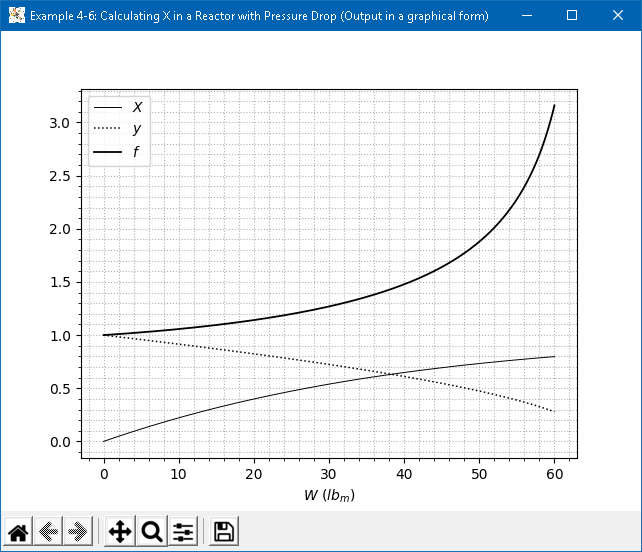 Example 4-6: Calculating X in a Reactor with Pressure Drop (Output in a graphical form)
X
y
f
3.0
2.5
2.0
1.5
1.0
0.5
0.0
0 10 20 30 40 50 60
W (lbm)